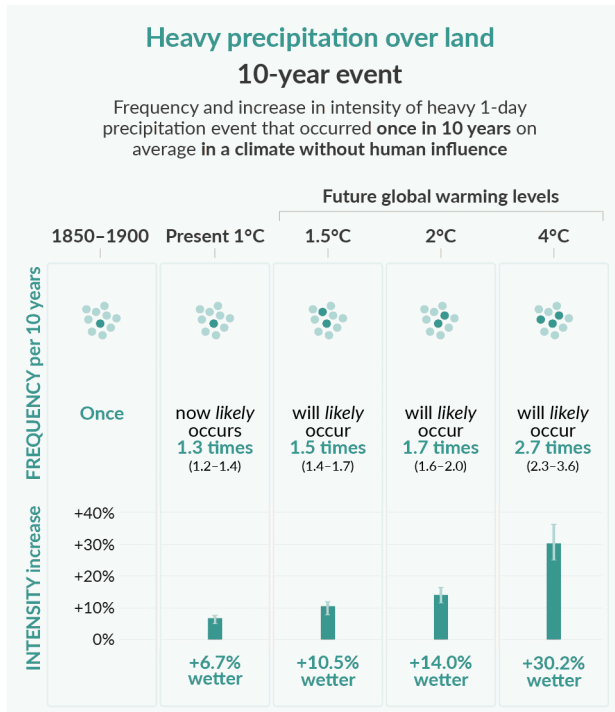 Heavy precipitation over land
10-year event
Frequency and increase in intensity of heavy 1-day
precipitation event that occurred once in 10 years on
average in a climate without human influence
Future global warming levels
1850–1900 Present 1°C 1.5°C 2°C 4°C
FREQUENCY per 10 years
Once
now likely
occurs
1.3 times
(1.2–1.4)
will likely
occur
1.5 times
(1.4–1.7)
will likely
occur
1.7 times
(1.6–2.0)
will likely
occur
2.7 times
(2.3–3.6)
INTENSITY increase
+40%
+30%
+20%
+10%
0%
+6.7%
wetter
+10.5%
wetter
+14.0%
wetter
+30.2%
wetter